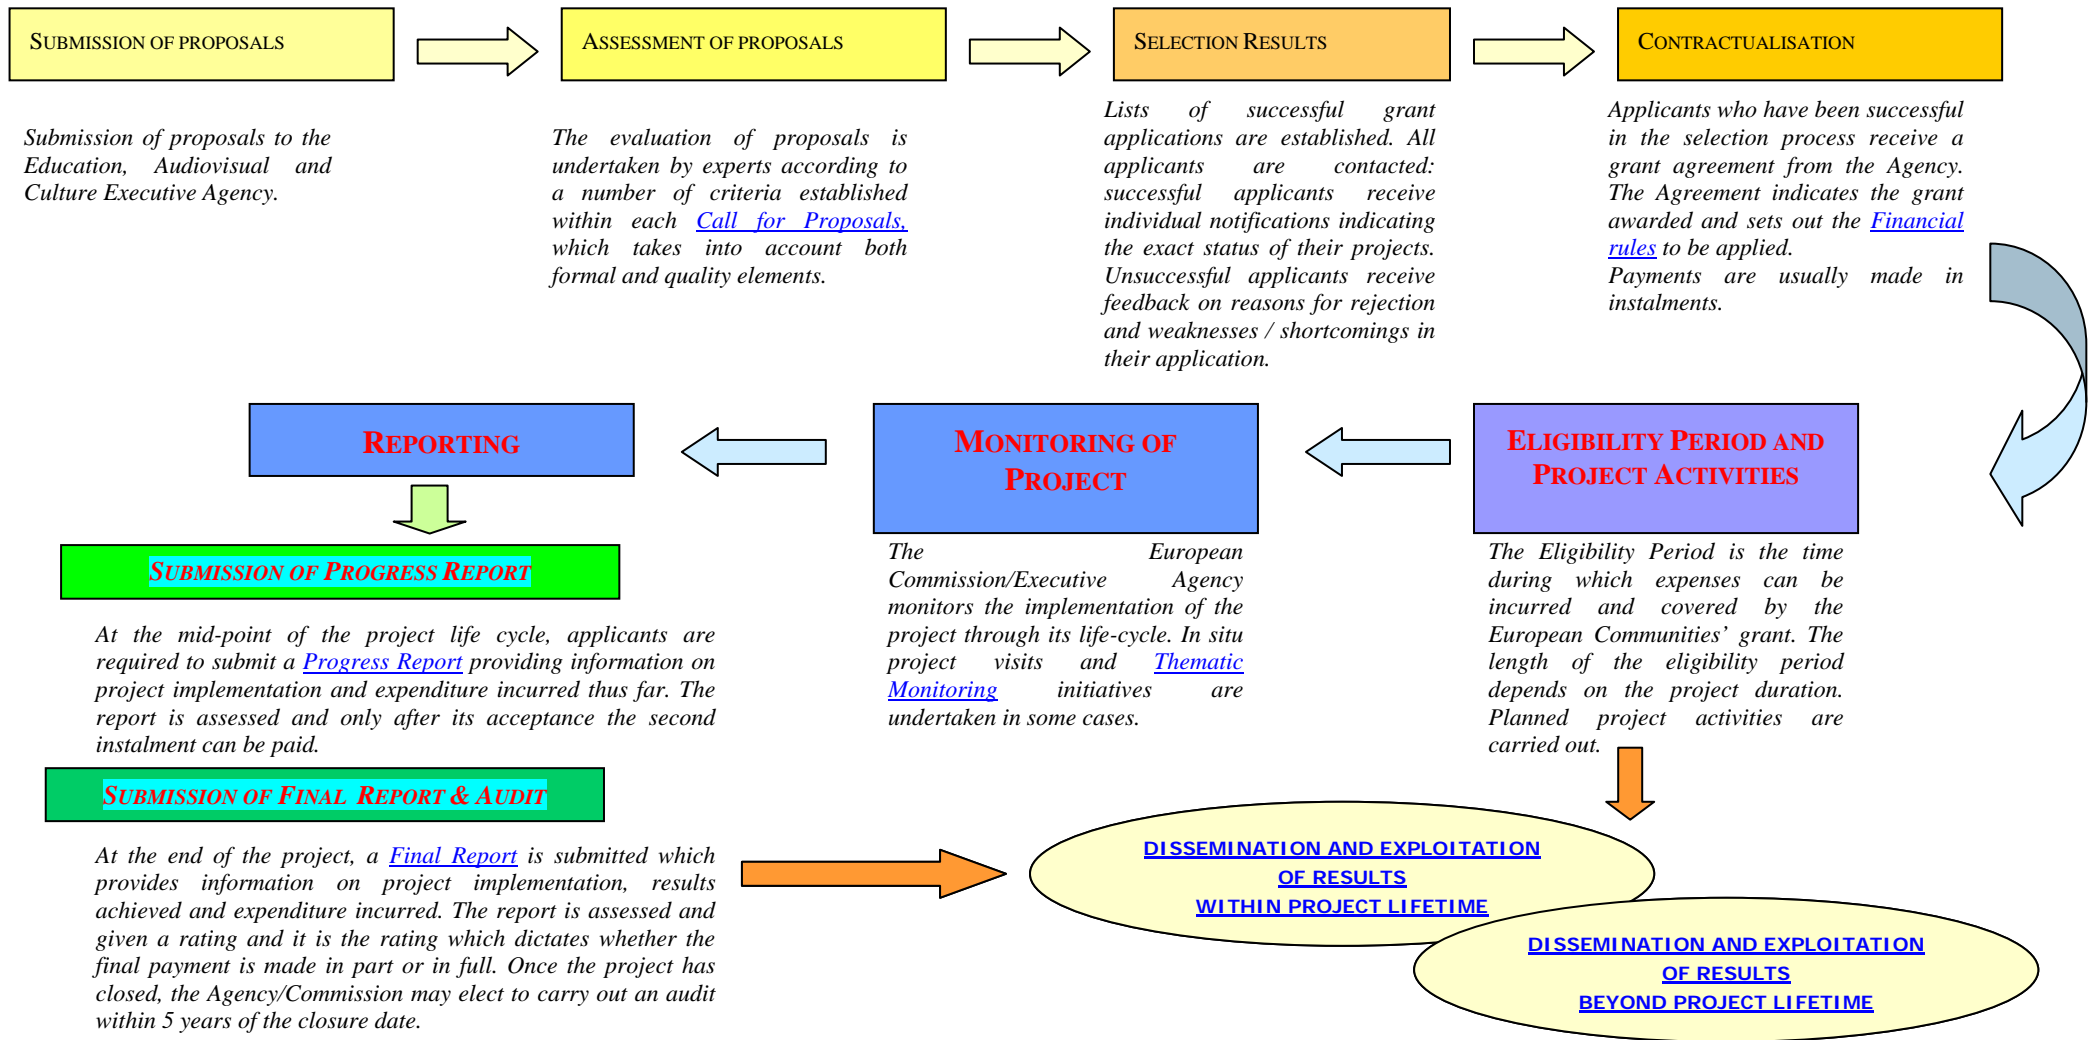 SUBMISSION OF PROPOSALS
ASSESSMENT OF PROPOSALS
SELECTION RESULTS
CONTRACTUALISATION
Submission of proposals to the
Education, Audiovisual and
Culture Executive Agency.
The evaluation of proposals is
undertaken by experts according to
a number of criteria established
within each Call for Proposals,
which takes into account both
formal and quality elements.
Lists of successful grant
applications are established. All
applicants are contacted:
successful applicants receive
individual notifications indicating
the exact status of their projects.
Unsuccessful applicants receive
feedback on reasons for rejection
and weaknesses / shortcomings in
their application.
Applicants who have been successful
in the selection process receive a
grant agreement from the Agency.
The Agreement indicates the grant
awarded and sets out the Financial
rules to be applied.
Payments are usually made in
instalments.
ELIGIBILITY PERIOD AND
PROJECT ACTIVITIES
The Eligibility Period is the time
during which expenses can be
incurred and covered by the
European Communities’ grant. The
length of the eligibility period
depends on the project duration.
Planned project activities are
carried out.
MONITORING OF
PROJECT
The European
Commission/Executive Agency
monitors the implementation of the
project through its life-cycle. In situ
project visits and Thematic
Monitoring initiatives are
undertaken in some cases.
REPORTING
SUBMISSION OF PROGRESS REPORT
At the mid-point of the project life cycle, applicants are
required to submit a Progress Report providing information on
project implementation and expenditure incurred thus far. The
report is assessed and only after its acceptance the second
instalment can be paid.
SUBMISSION OF FINAL REPORT & AUDIT
At the end of the project, a Final Report is submitted which
provides information on project implementation, results
achieved and expenditure incurred. The report is assessed and
given a rating and it is the rating which dictates whether the
final payment is made in part or in full. Once the project has
closed, the Agency/Commission may elect to carry out an audit
within 5 years of the closure date.
DISSEMINATION AND EXPLOITATION
OF RESULTS
WITHIN PROJECT LIFETIME
DISSEMINATION AND EXPLOITATION
OF RESULTS
BEYOND PROJECT LIFETIME